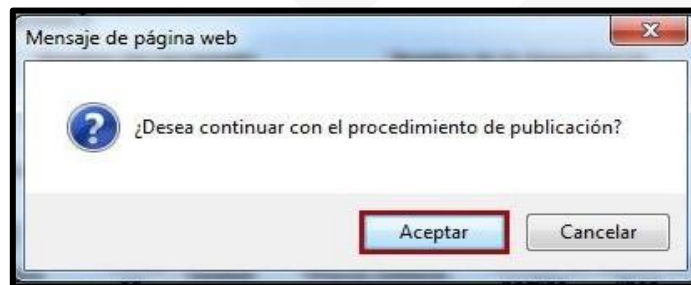 Mensaje de página web
¿Desea continuar con el procedimiento de publicación?
Aceptar
Cancelar